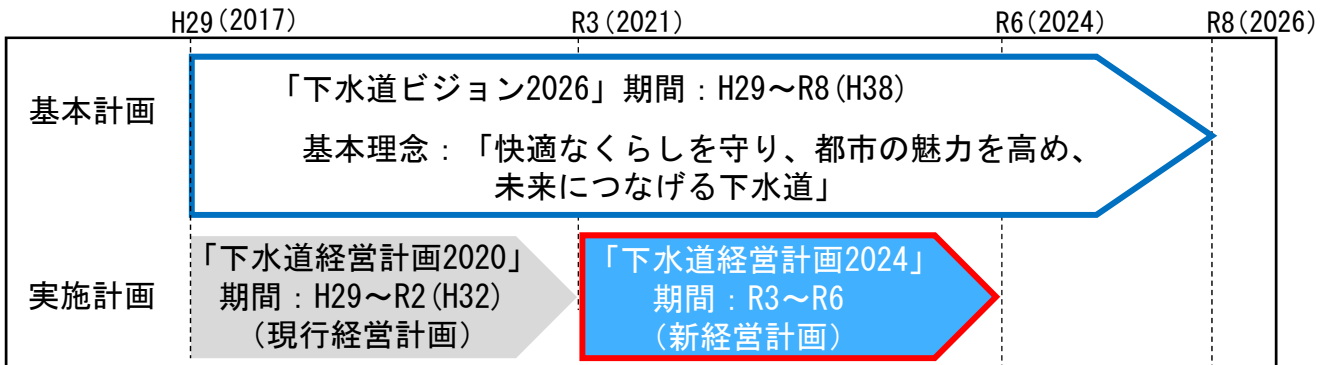 H29(2017) R3(2021) R6(2024) R8(2026)
基本計画
「下水道ビジョン2026」期間：H29～R8(H38)
基本理念：「快適なくらしを守り、都市の魅力を高め、
未来につなげる下水道」
実施計画
「下水道経営計画2020」
期間：H29～R2(H32)
（現行経営計画）
「下水道経営計画2024」
期間：R3～R6
（新経営計画）